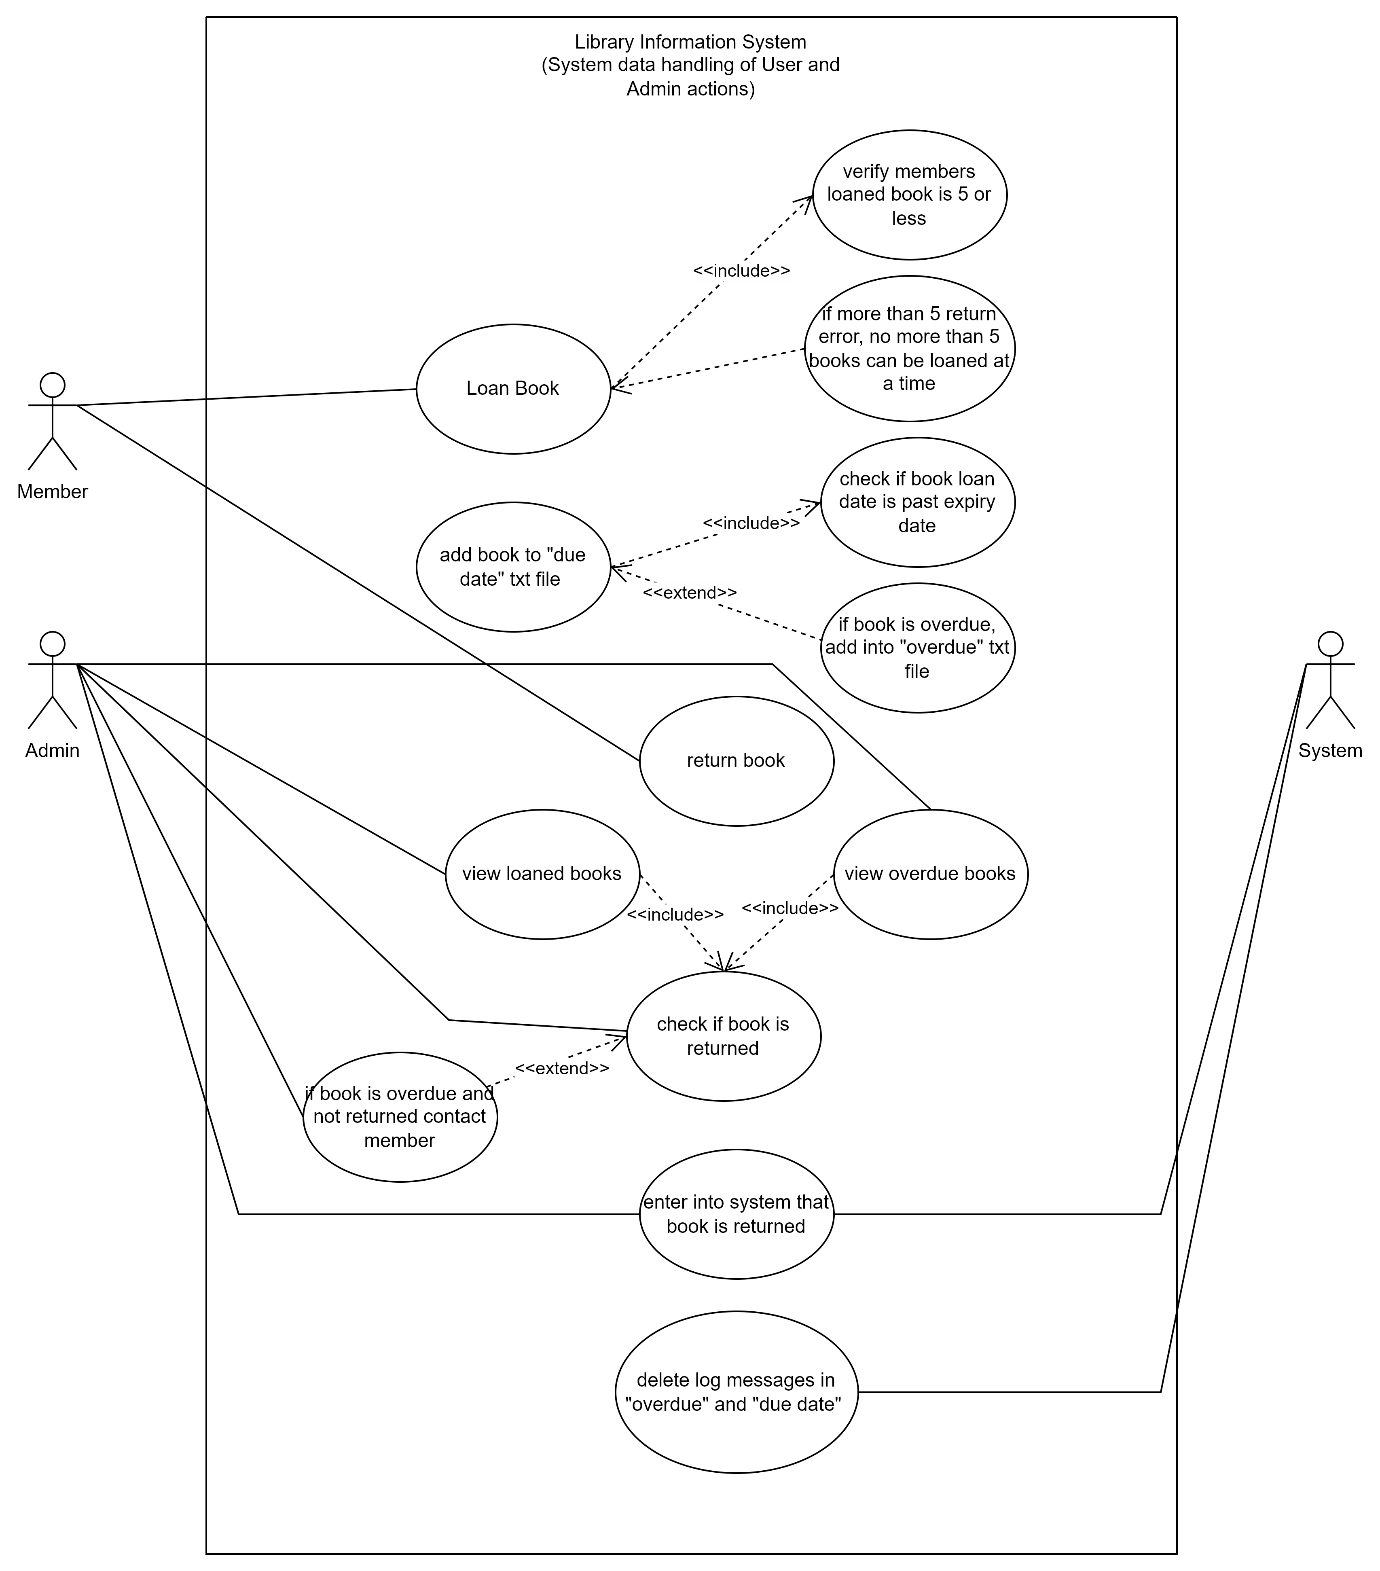 Library Information System
(System data handling of User and
Admin actions)
verify members
loaned book is 5 or
less
<<include>>
if more than 5 return
error, no more than 5
books can be loaned at
a time
Loan Book
Member
check if book loan
date is past expiry
date
<<include>>
add book to "due
date" txt file
<<extend>>
if book is overdue,
add into "overdue" txt
file
Admin
System
return book
view loaned books
view overdue books
<<include>>
<<include>>
check if book is
returned
<<extend>>
if book is overdue and
not returned contact
member
enter into system that
book is returned
delete log messages in
"overdue" and "due date"